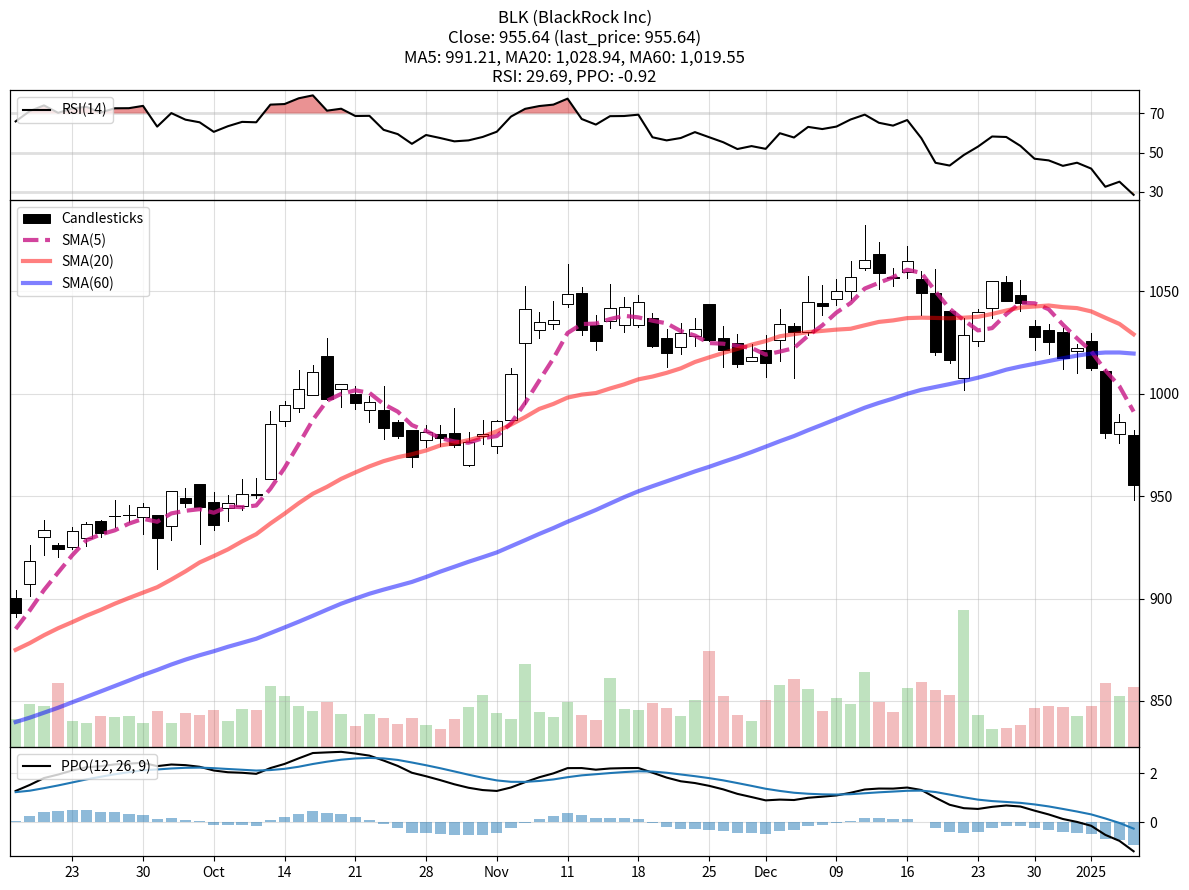 BLK (BlackRock Inc)
Close: 955.64 (last_price: 955.64)
MA5: 991.21, MA20: 1,028.94, MA60: 1,019.55
RSI: 29.69, PPO: -0.92
RSI(14)
70
50
30
Candlesticks
SMA(5)
SMA(20)
SMA(60)
1050
1000
950
900
850
PPO(12, 26, 9)
2
0
23 30 Oct 14 21 28 Nov 11 18 25 Dec 09 16 23 30 2025